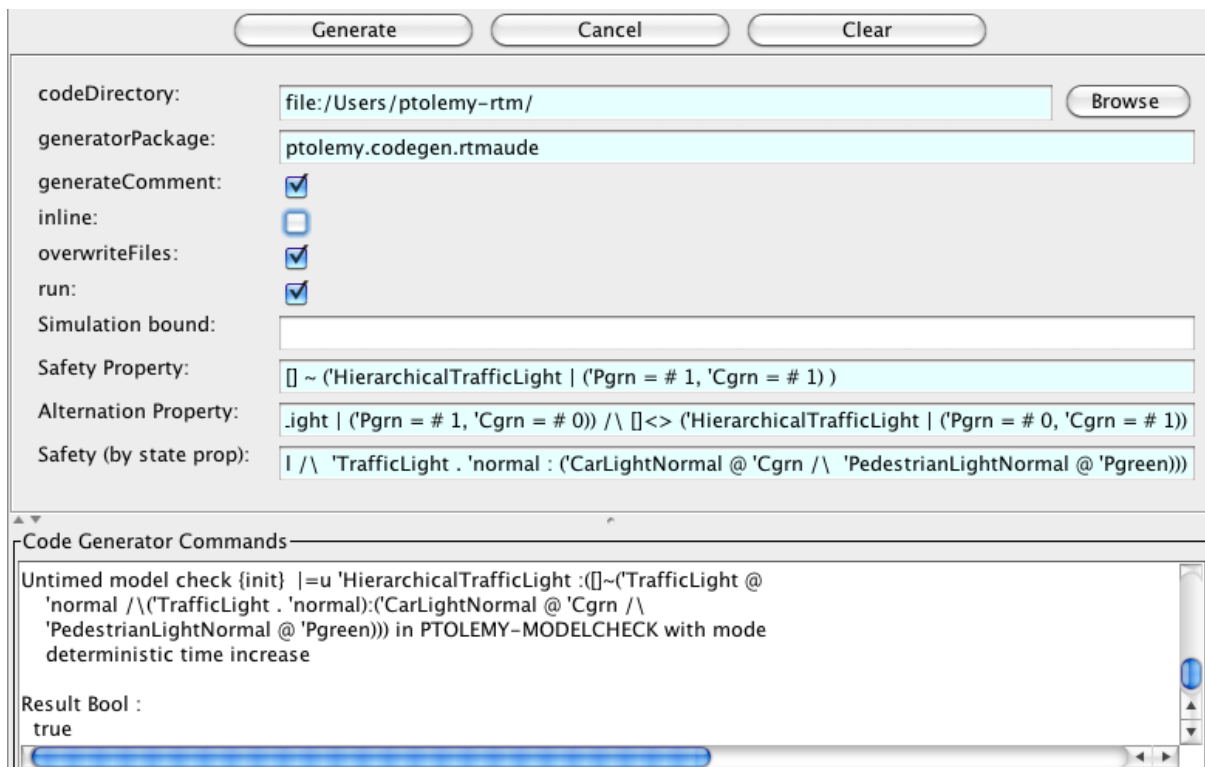 Generate Cancel Clear
codeDirectory: file:/Users/ptolemy-rtm/ Browse
generatorPackage: ptolemy.codegen.rtmaude
generateComment:
inline:
overwriteFiles:
run:
Simulation bound:
Safety Property: [] ~ ('HierarchicalTrafficLight | ('Pgrn = # 1, 'Cgrn = # 1) )
Alternation Property: .ight | ('Pgrn = # 1, 'Cgrn = # 0)) /\ []<> ('HierarchicalTrafficLight | ('Pgrn = # 0, 'Cgrn = # 1))
Safety (by state prop): l /\ 'TrafficLight . 'normal : ('CarLightNormal @ 'Cgrn /\ 'PedestrianLightNormal @ 'Pgreen)))
Code Generator Commands
Untimed model check {init} |=u 'HierarchicalTrafficLight :([]~('TrafficLight @
'normal /\('TrafficLight . 'normal):('CarLightNormal @ 'Cgrn /\
'PedestrianLightNormal @ 'Pgreen))) in PTOLEMY-MODELCHECK with mode
deterministic time increase
Result Bool :
true